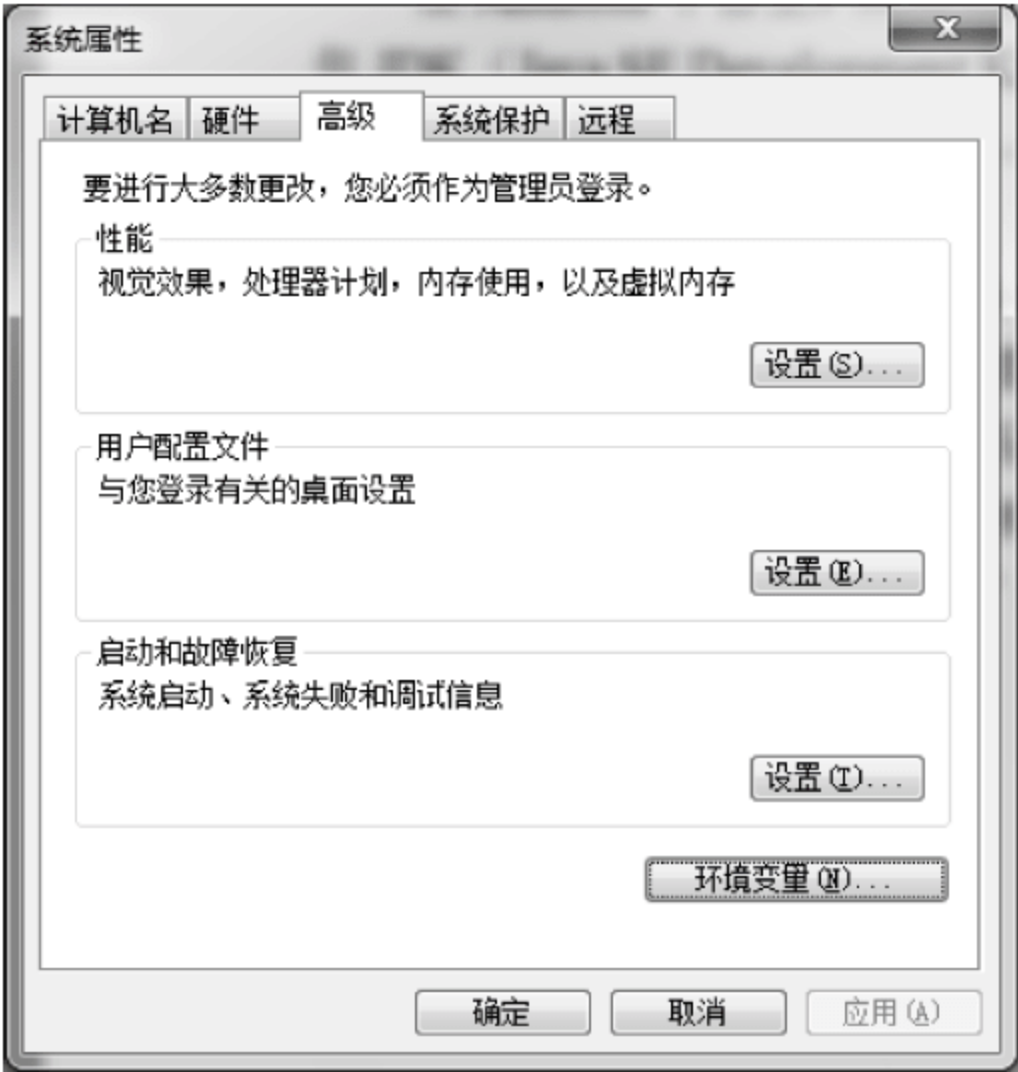 系统属性
计算机名 硬件 高级 系统保护 远程
要进行大多数更改，您必须作为管理员登录。
性能
视觉效果，处理器计划，内存使用，以及虚拟内存
设置(S)...
用户配置文件
与您登录有关的桌面设置
设置(E)...
启动和故障恢复
系统启动、系统失败和调试信息
设置(T)...
环境变量(N)...
确定 取消 应用(A)